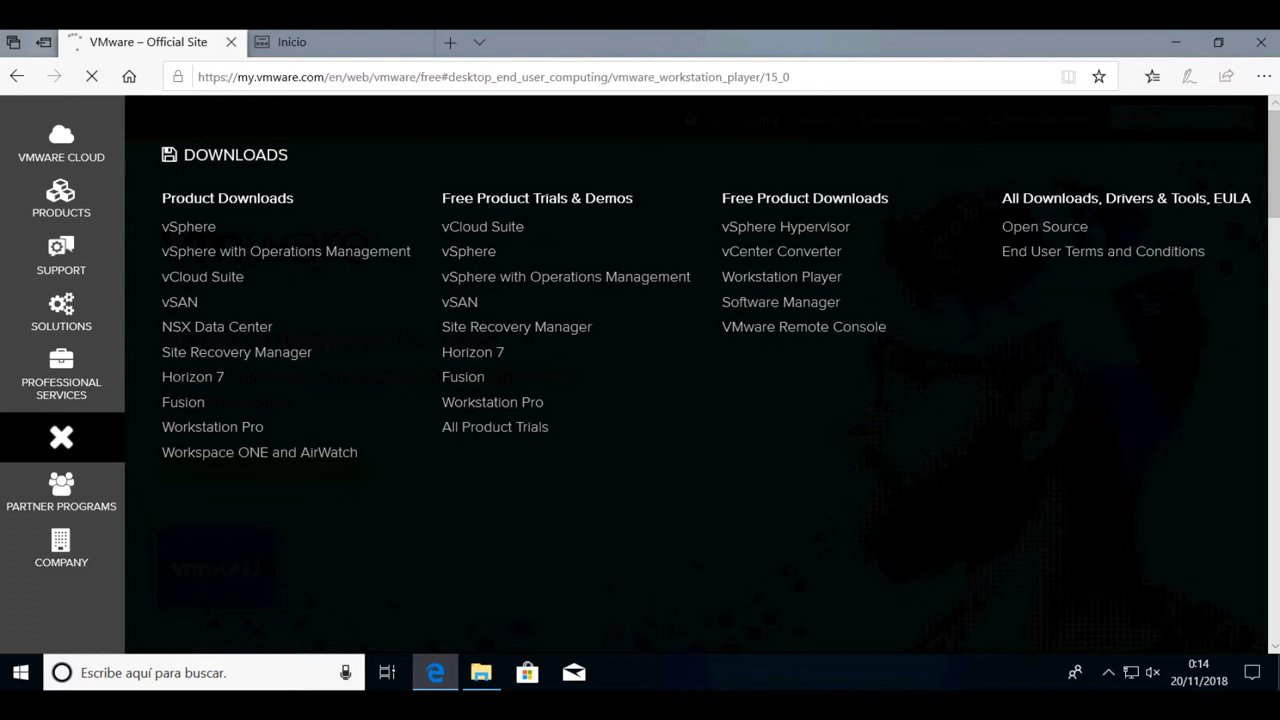 VMware – Official Site
Inicio
https://my.vmware.com/en/web/vmware/free#desktop_end_user_computing/vmware_workstation_player/15_0
VMWARE CLOUD
PRODUCTS
SUPPORT
SOLUTIONS
PROFESSIONAL
SERVICES
PARTNER PROGRAMS
COMPANY
DOWNLOADS
Product Downloads
vSphere
vSphere with Operations Management
vCloud Suite
vSAN
NSX Data Center
Site Recovery Manager
Horizon 7
Fusion
Workstation Pro
Workspace ONE and AirWatch
Free Product Trials & Demos
vCloud Suite
vSphere
vSphere with Operations Management
vSAN
Site Recovery Manager
Horizon 7
Fusion
Workstation Pro
All Product Trials
Free Product Downloads
vSphere Hypervisor
vCenter Converter
Workstation Player
Software Manager
VMware Remote Console
All Downloads, Drivers & Tools, EULA
Open Source
End User Terms and Conditions
Escribe aquí para buscar.
0:14
20/11/2018